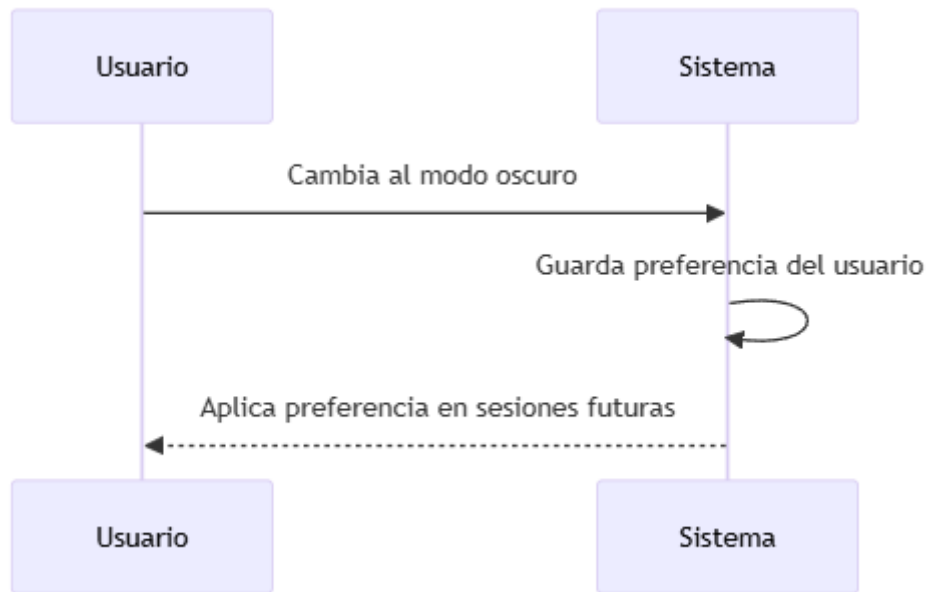 Usuario
Sistema
Cambia al modo oscuro
Guarda preferencia del usuario
Aplica preferencia en sesiones futuras
Usuario
Sistema